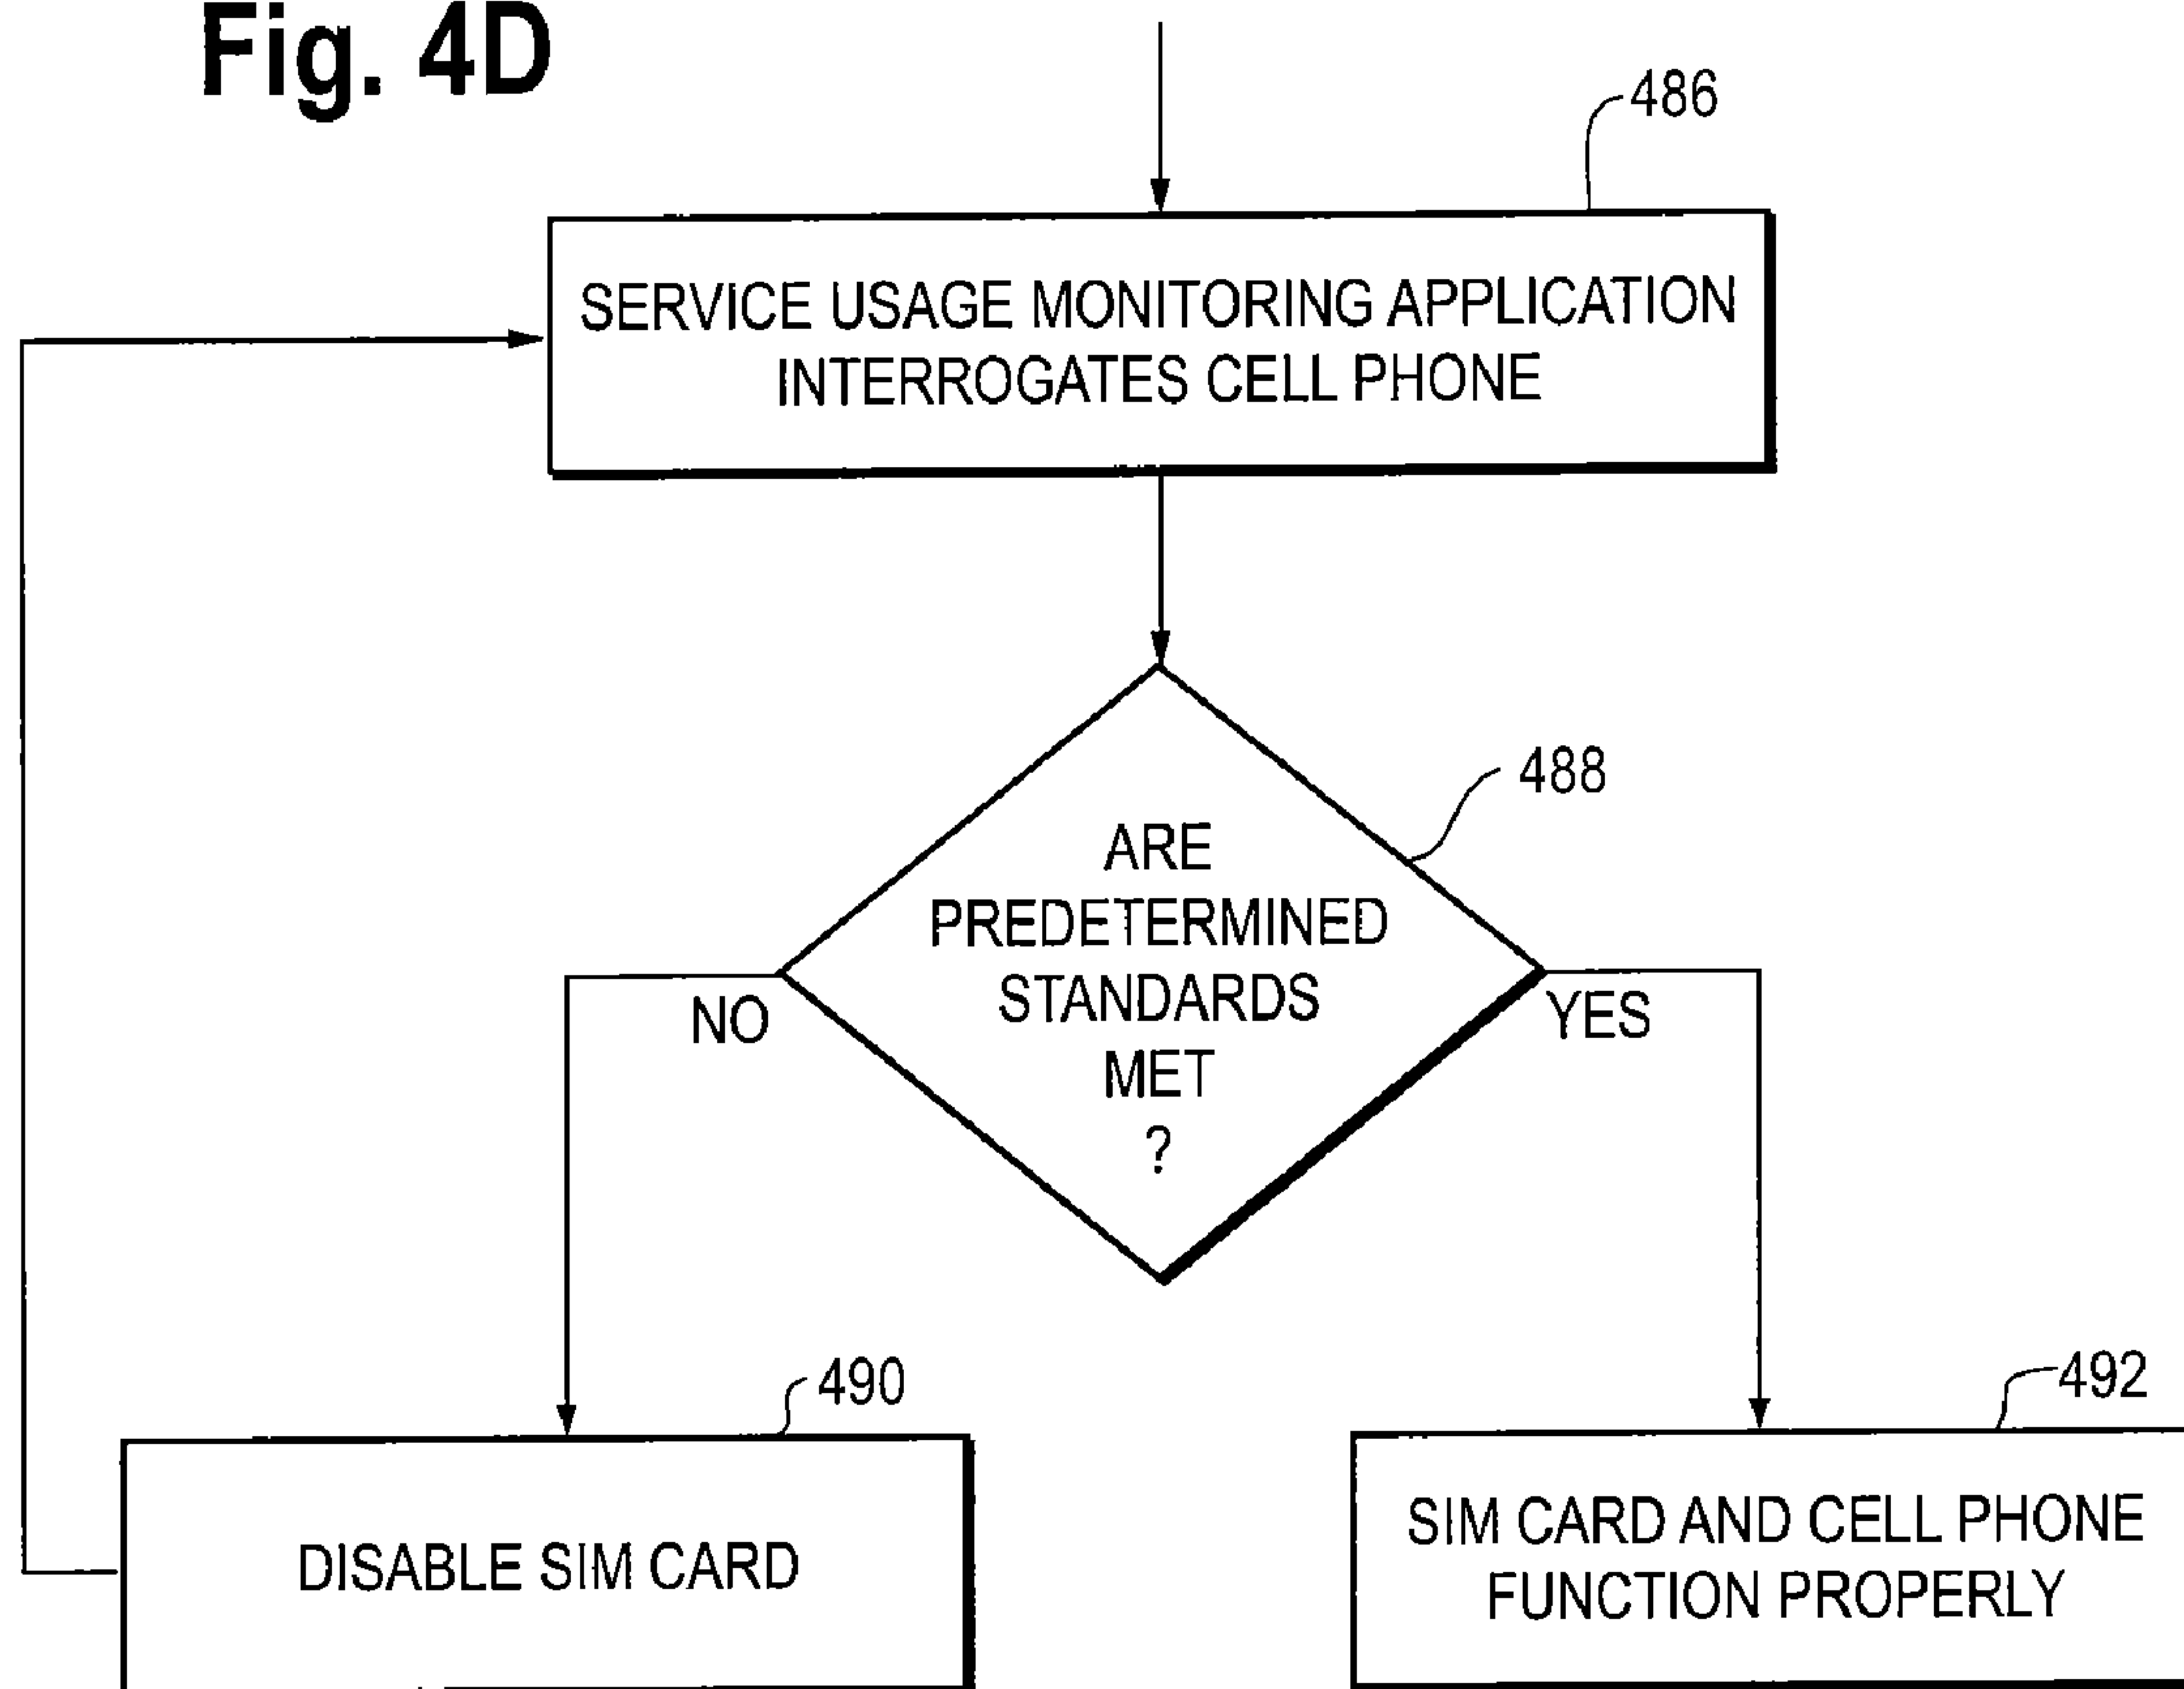 Fig. 4D
486
SERVICE USAGE MONITORING APPLICATION
INTERROGATES CELL PHONE
488
ARE
PREDETERMINED
STANDARDS
MET
?
NO
YES
490
DISABLE SIM CARD
492
SIM CARD AND CELL PHONE
FUNCTION PROPERLY